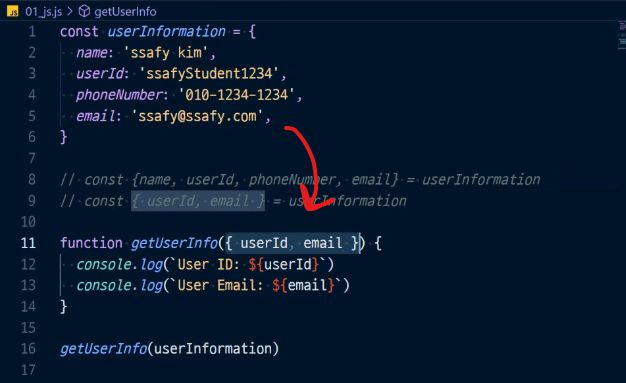 JS 01_js.js > getUserInfo
1 const userInformation = {
2 name: 'ssafy kim',
3 userId: 'ssafyStudent1234',
4 phoneNumber: '010-1234-1234',
5 email: 'ssafy@ssafy.com',
6 }
7
8 // const {name, userId, phoneNumber, email} = userInformation
9 // const { userId, email } = userInformation
10
11 function getUserInfo({ userId, email }) {
12 console.log(`User ID: ${userId}`)
13 console.log(`User Email: ${email}`)
14 }
15
16 getUserInfo(userInformation)
17